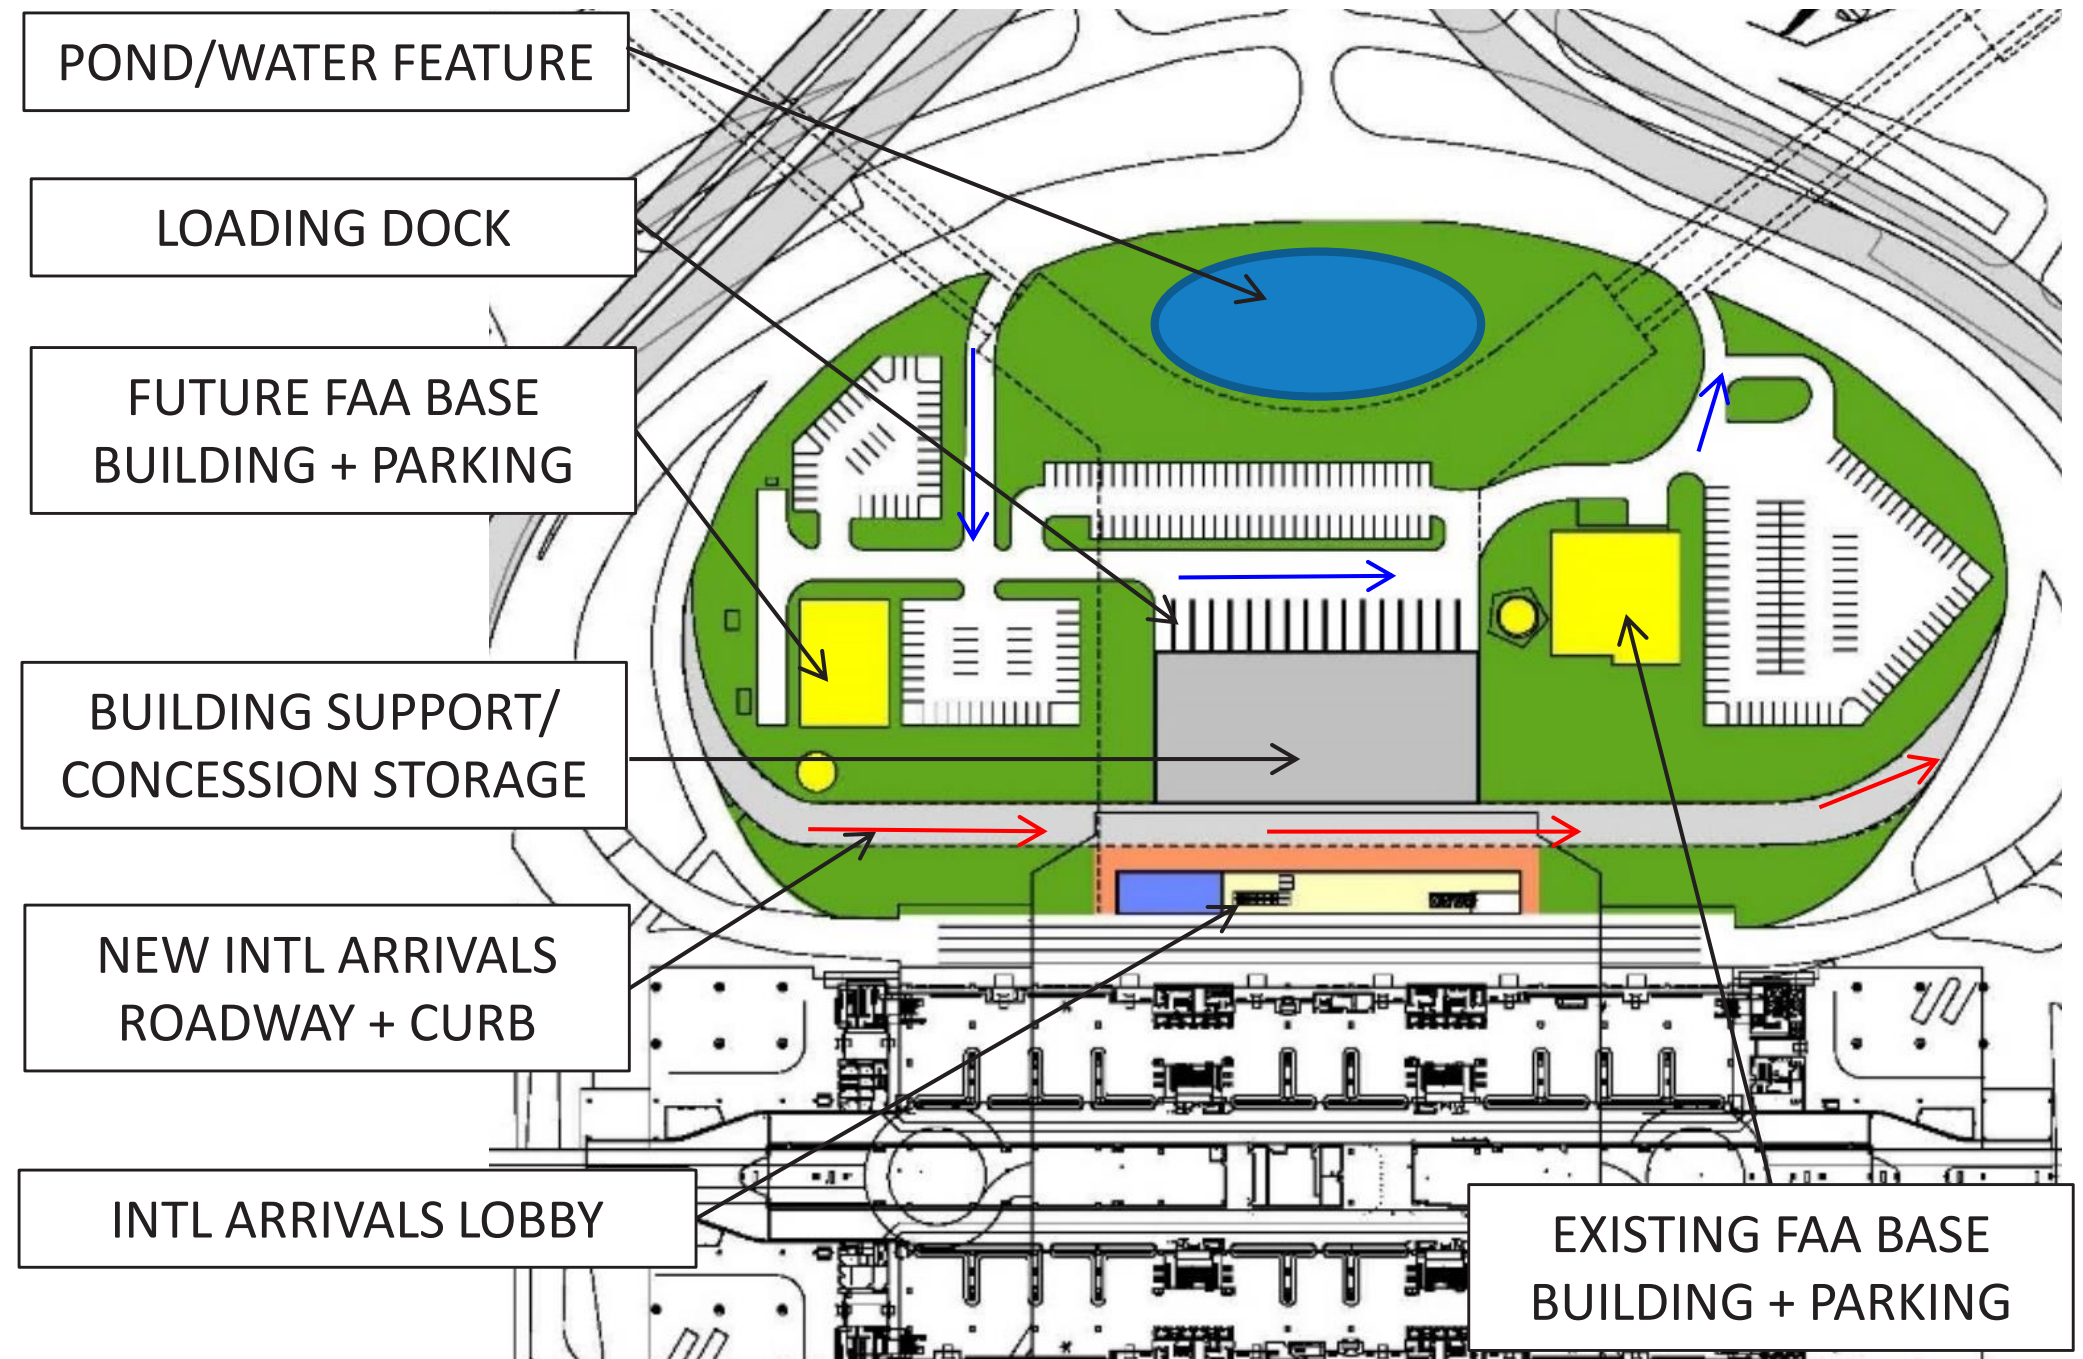 POND/WATER FEATURE
LOADING DOCK
FUTURE FAA BASE
BUILDING + PARKING
BUILDING SUPPORT/
CONCESSION STORAGE
NEW INTL ARRIVALS
ROADWAY + CURB
INTL ARRIVALS LOBBY
EXISTING FAA BASE
BUILDING + PARKING